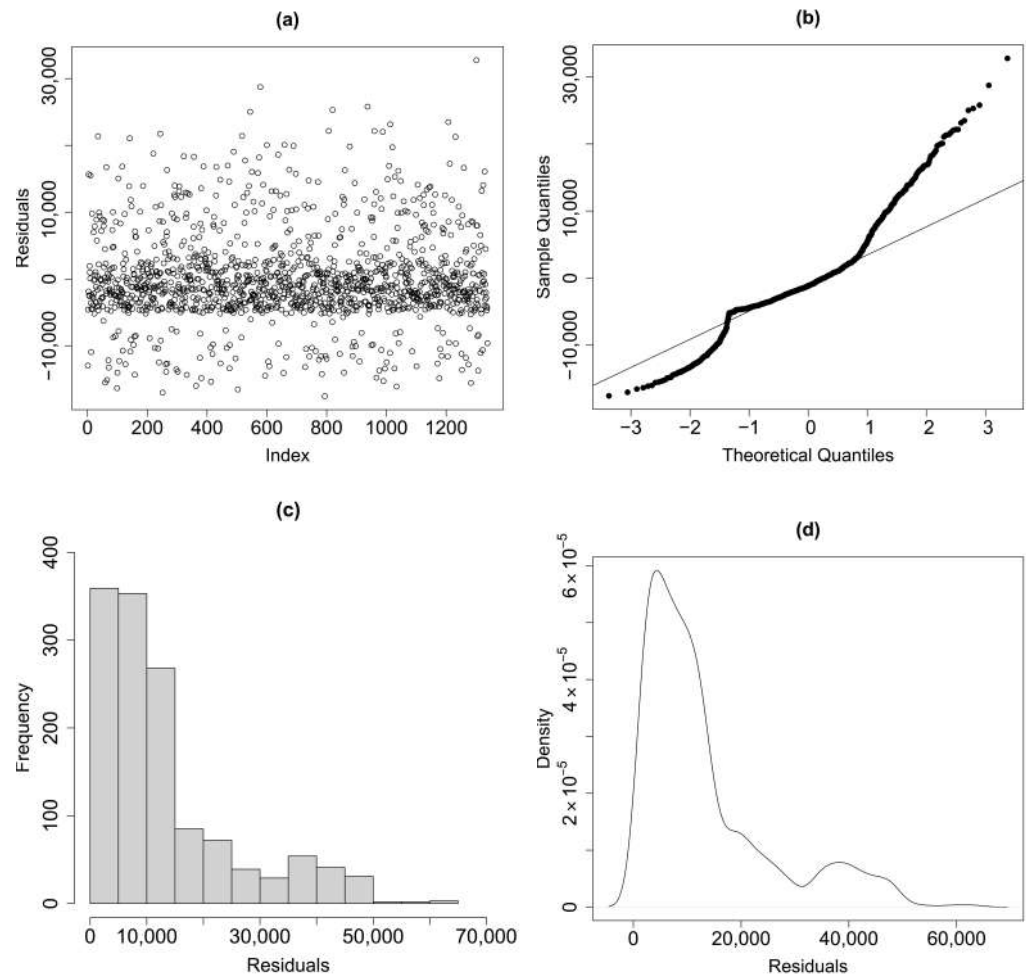 (a)
30,000
10,000
0
−10,000
Residuals
0 200 400 600 800 1000 1200
Index
(b)
30,000
10,000
0
−10,000
Sample Quantiles
−3 −2 −1 0 1 2 3
Theoretical Quantiles
(c)
400
300
200
100
0
Frequency
0 10,000 30,000 50,000 70,000
Residuals
(d)
6×10⁻⁵
4×10⁻⁵
2×10⁻⁵
0
Density
0 20,000 40,000 60,000
Residuals